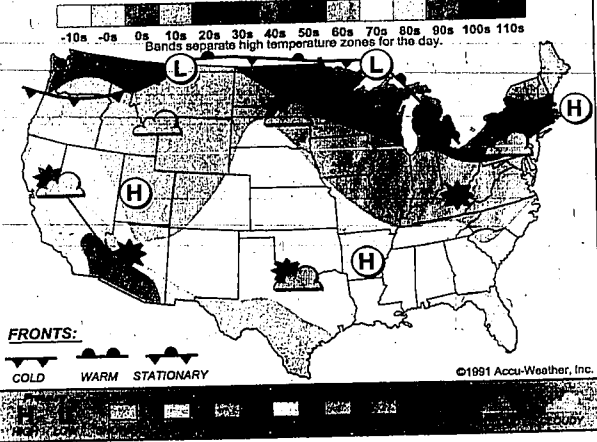 -10s -0s 0s 10s 20s 30s 40s 50s 60s 70s 80s 90s 100s 110s
Bands separate high temperature zones for the day.
L
L
H
H
H
FRONTS:
COLD WARM STATIONARY
©1991 Accu-Weather, Inc.
CLOUDY